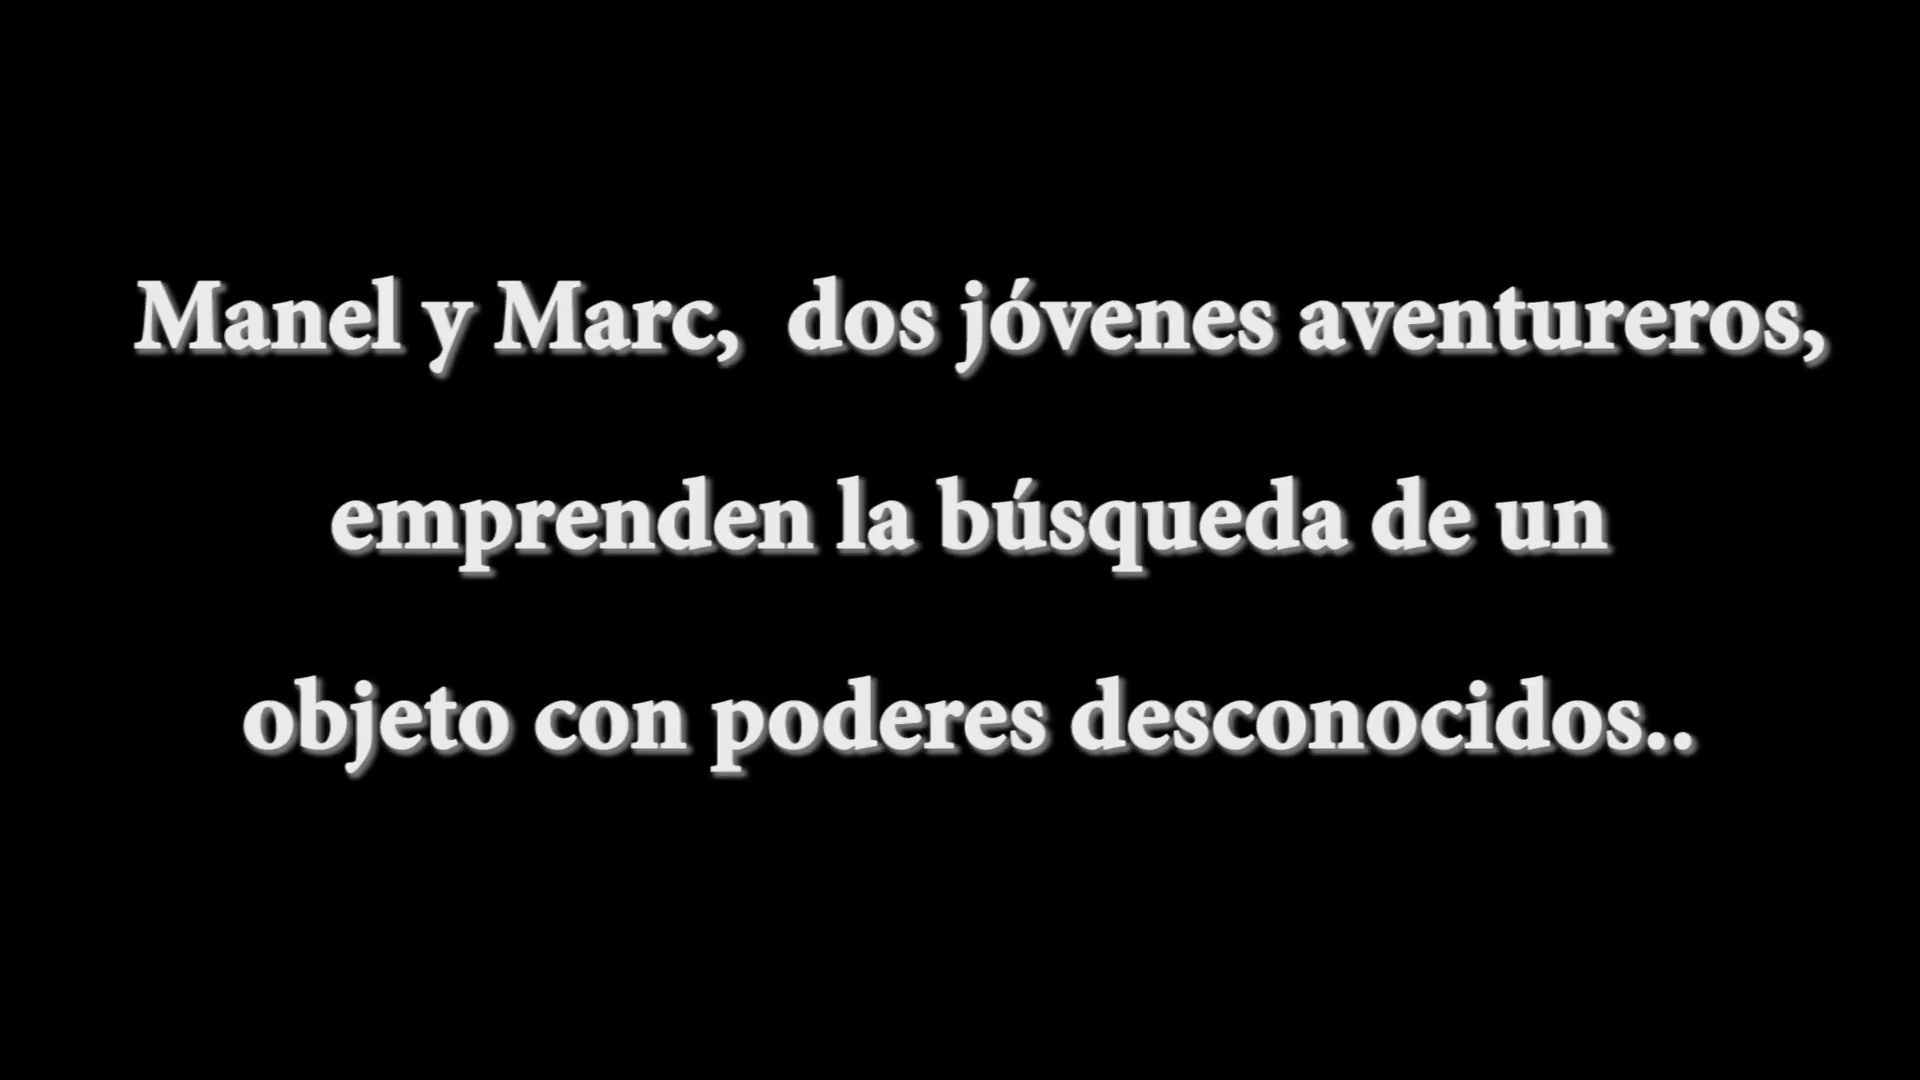 Manel y Marc,  dos jóvenes aventureros,
emprenden la búsqueda de un
objeto con poderes desconocidos..